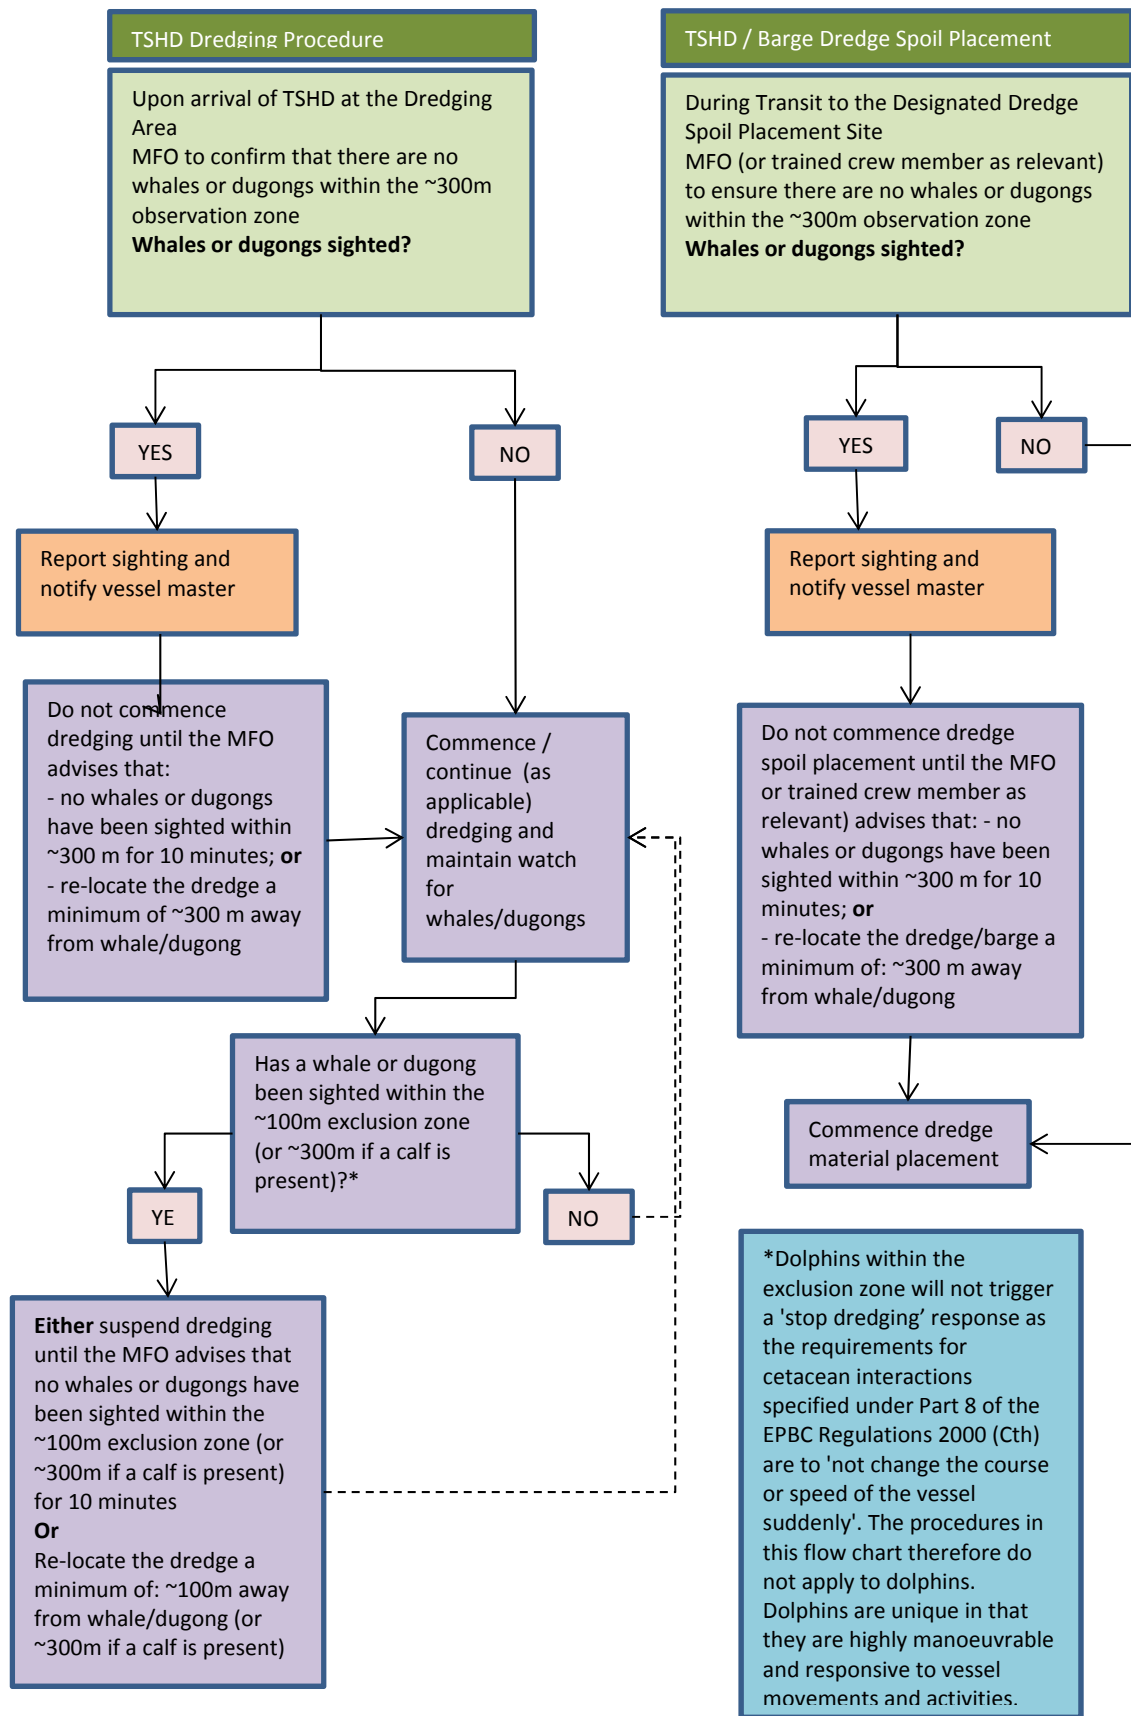 TSHD Dredging Procedure
Upon arrival of TSHD at the Dredging
Area
MFO to confirm that there are no
whales or dugongs within the ~300m
observation zone
Whales or dugongs sighted?
YES
NO
Report sighting and
notify vessel master
Do not commence
dredging until the MFO
advises that:
- no whales or dugongs
have been sighted within
~300 m for 10 minutes; or
- re-locate the dredge a
minimum of ~300 m away
from whale/dugong
Commence /
continue (as
applicable)
dredging and
maintain watch
for
whales/dugongs
Has a whale or dugong
been sighted within the
~100m exclusion zone
(or ~300m if a calf is
present)?*
YE
NO
Either suspend dredging
until the MFO advises that
no whales or dugongs have
been sighted within the
~100m exclusion zone (or
~300m if a calf is present)
for 10 minutes
Or
Re-locate the dredge a
minimum of: ~100m away
from whale/dugong (or
~300m if a calf is present)
TSHD / Barge Dredge Spoil Placement
During Transit to the Designated Dredge
Spoil Placement Site
MFO (or trained crew member as relevant)
to ensure there are no whales or dugongs
within the ~300m observation zone
Whales or dugongs sighted?
YES
NO
Report sighting and
notify vessel master
Do not commence dredge
spoil placement until the MFO
or trained crew member as
relevant) advises that: - no
whales or dugongs have been
sighted within ~300 m for 10
minutes; or
- re-locate the dredge/barge a
minimum of: ~300 m away
from whale/dugong
Commence dredge
material placement
*Dolphins within the
exclusion zone will not trigger
a 'stop dredging’ response as
the requirements for
cetacean interactions
specified under Part 8 of the
EPBC Regulations 2000 (Cth)
are to 'not change the course
or speed of the vessel
suddenly'. The procedures in
this flow chart therefore do
not apply to dolphins.
Dolphins are unique in that
they are highly manoeuvrable
and responsive to vessel
movements and activities.